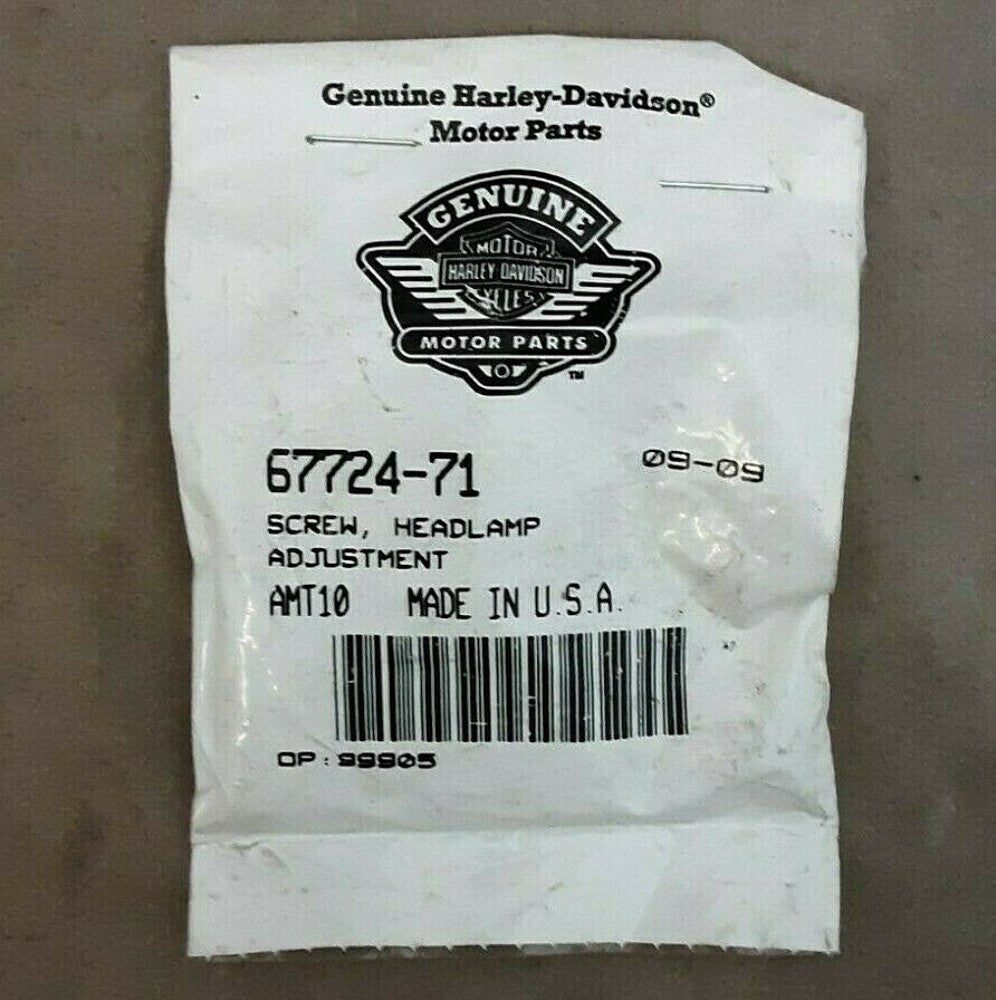 Genuine Harley-Davidson®
Motor Parts
GENUINE
MOTOR
HARLEY DAVIDSON
CYCLES
MOTOR PARTS
TM
67724-71
09-09
SCREW, HEADLAMP
ADJUSTMENT
AMT10 MADE IN U.S.A.
OP: 99905